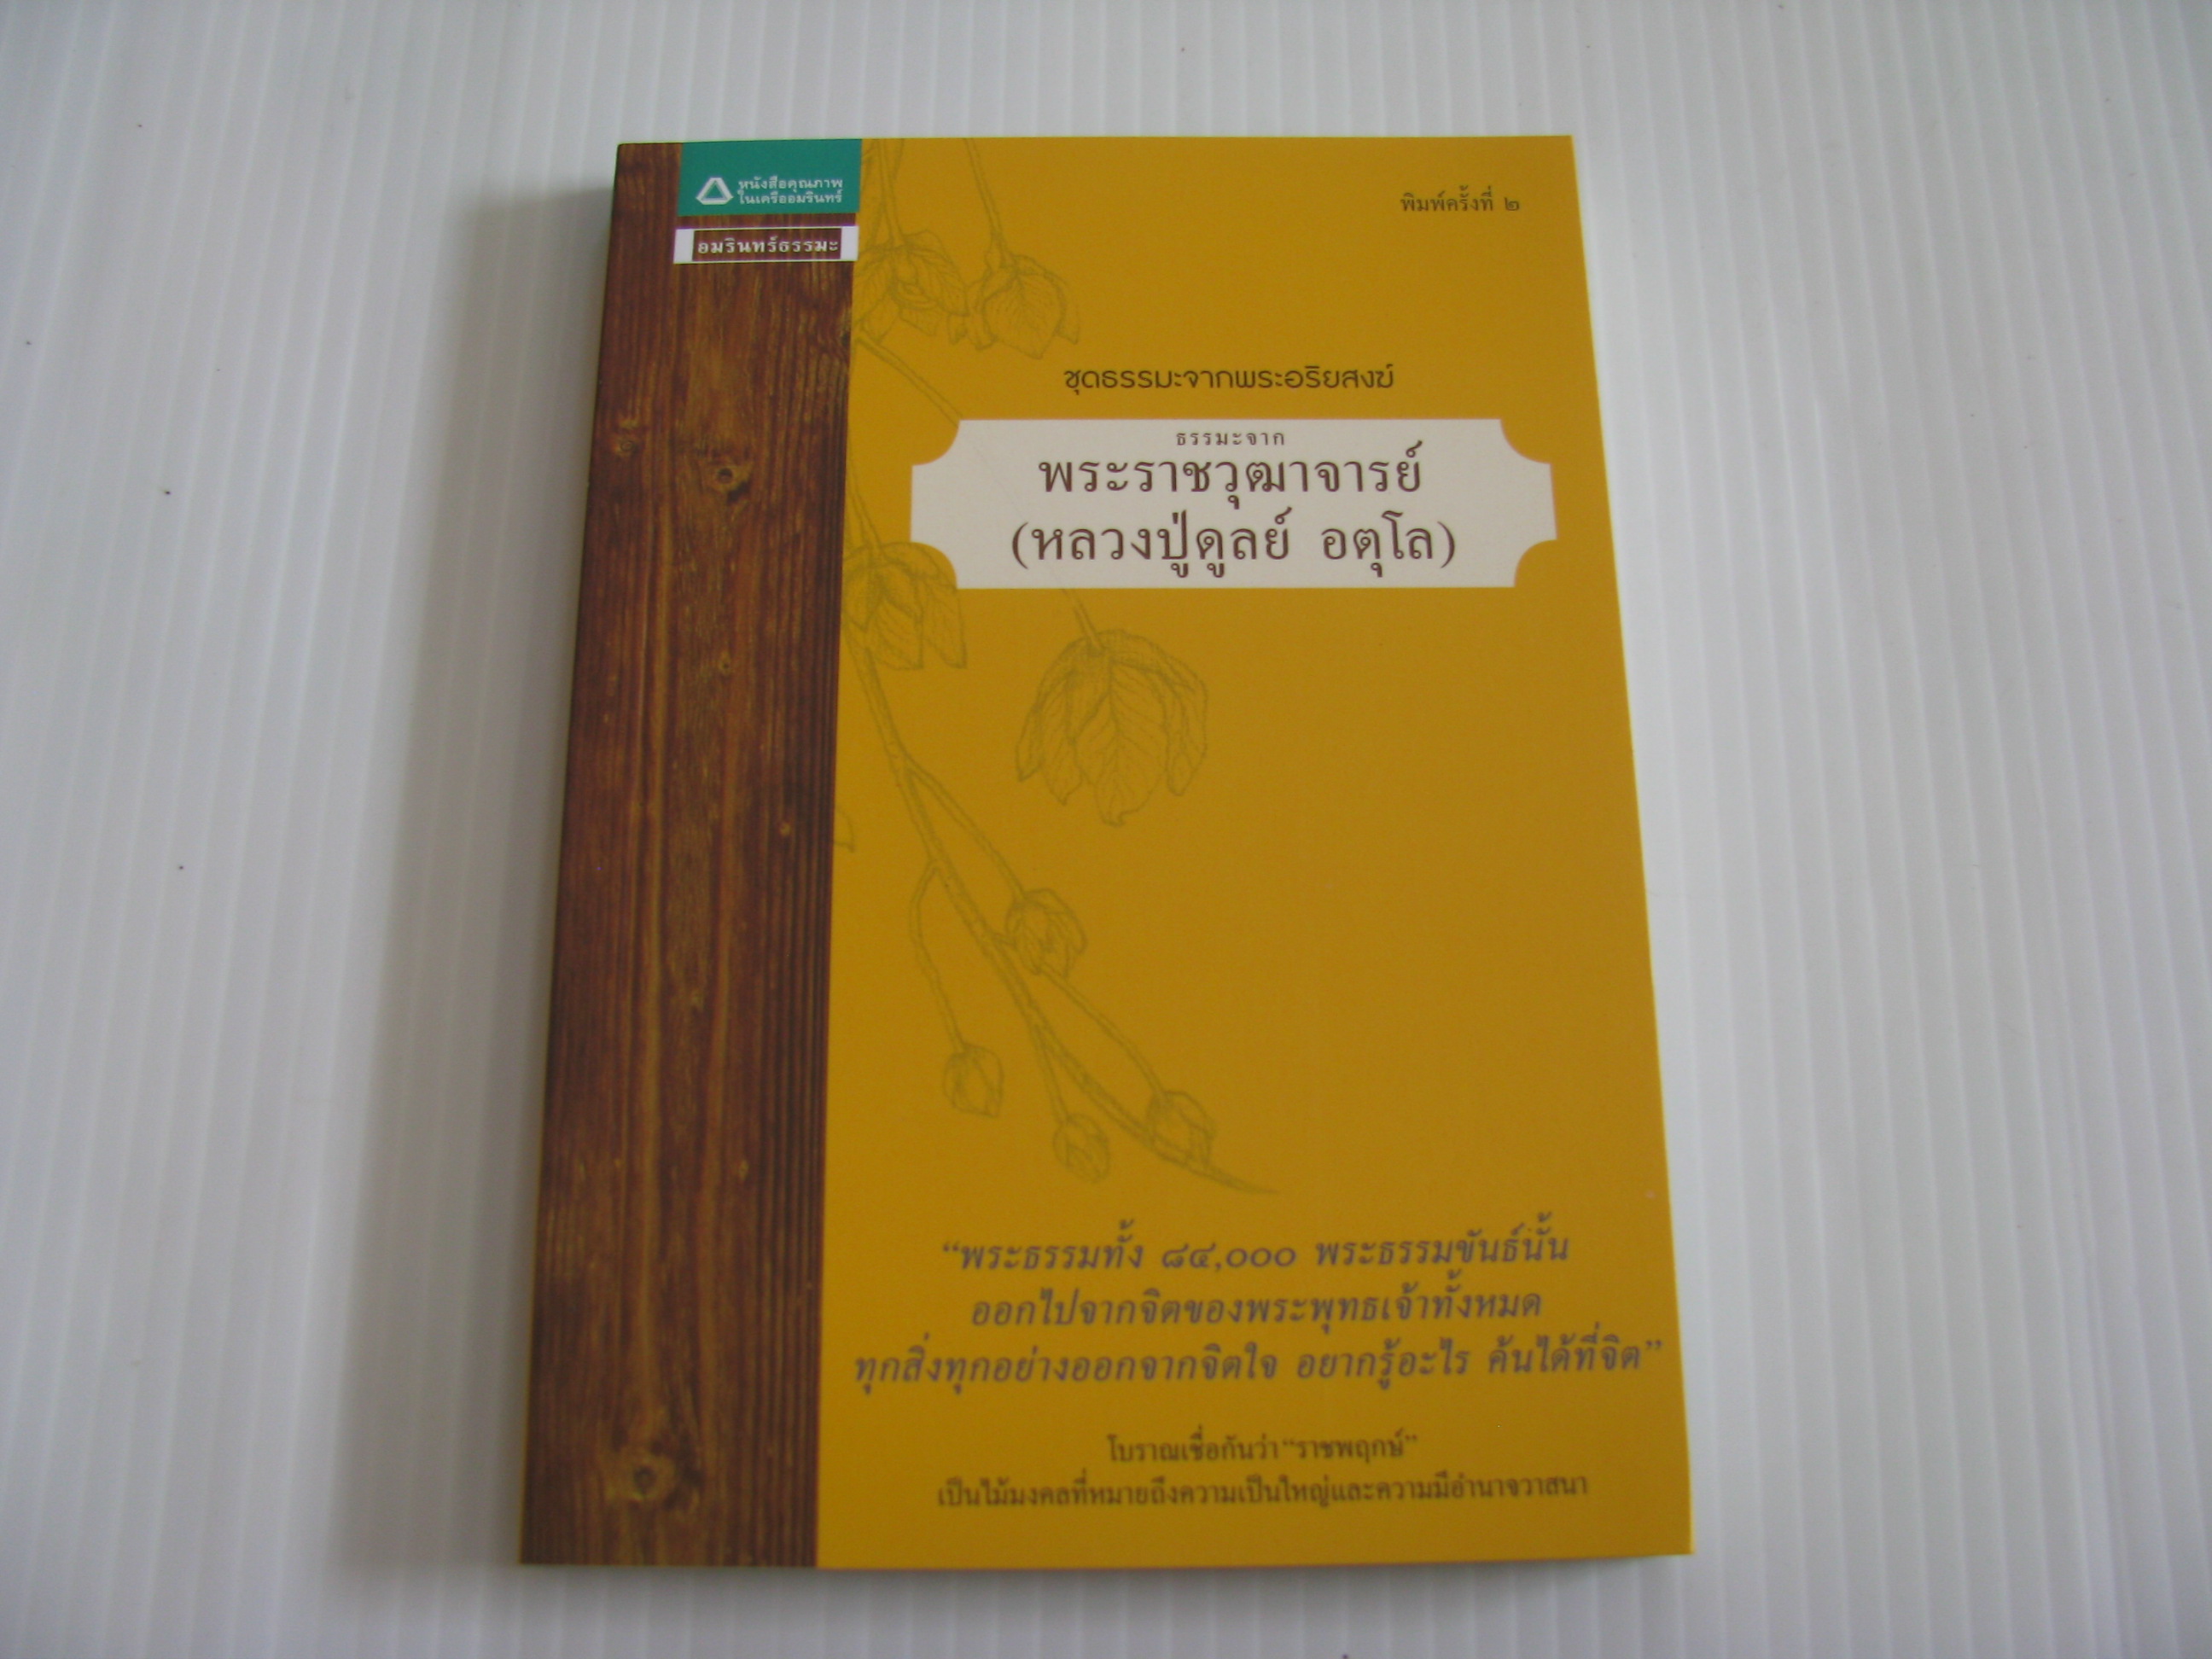 หนังสือคุณภาพ
ในเครืออมรินทร์
อมรินทร์ธรรมะ
พิมพ์ครั้งที่ ๒
ชุดธรรมะจากพระอริยสงฆ์
ธรรมะจาก
พระราชวุฒาจารย์
(หลวงปู่ดูลย์ อตุโล)
“พระธรรมทั้ง ๘๔,๐๐๐ พระธรรมขันธ์นั้น
ออกไปจากจิตของพระพุทธเจ้าทั้งหมด
ทุกสิ่งทุกอย่างออกจากจิตใจ อยากรู้อะไร ค้นได้ที่จิต”
โบราณเชื่อกันว่า “ราชพฤกษ์”
เป็นไม้มงคลที่หมายถึงความเป็นใหญ่และความมีอำนาจวาสนา